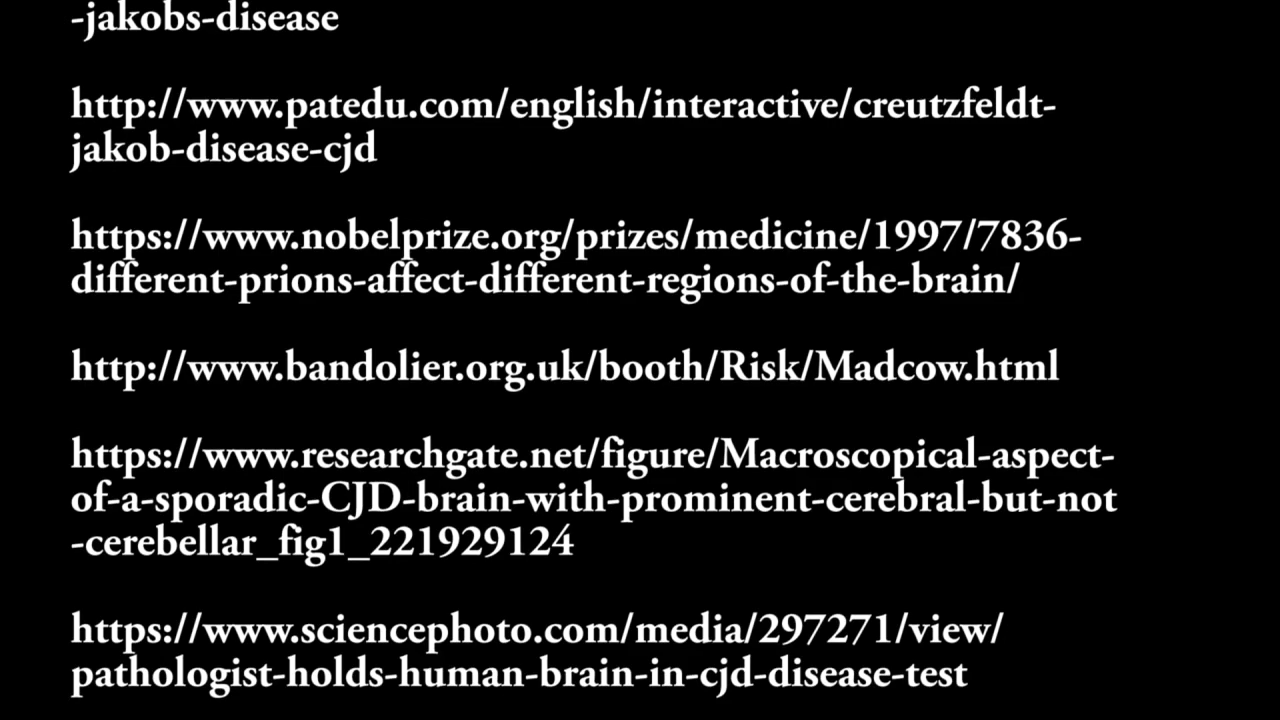 -jakobs-disease
http://www.patedu.com/english/interactive/creutzfeldt-
jakob-disease-cjd
https://www.nobelprize.org/prizes/medicine/1997/7836-
different-prions-affect-different-regions-of-the-brain/
http://www.bandolier.org.uk/booth/Risk/Madcow.html
https://www.researchgate.net/figure/Macroscopical-aspect-
of-a-sporadic-CJD-brain-with-prominent-cerebral-but-not
-cerebellar_fig1_221929124
https://www.sciencephoto.com/media/297271/view/
pathologist-holds-human-brain-in-cjd-disease-test